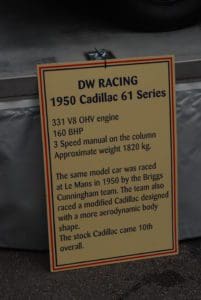 DW RACING
1950 Cadillac 61 Series
331 V8 OHV engine
160 BHP
3 Speed manual on the column
Approximate weight 1820 kg.
The same model car was raced
at Le Mans in 1950 by the Briggs
Cunningham team. The team also
raced a modified Cadillac designed
with a more aerodynamic body
shape.
The stock Cadillac came 10th
overall.